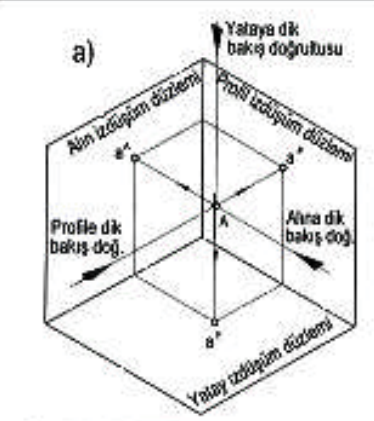 a)
Yataya dik
bakış doğrultusu
Alın izdüşüm düzlemi
Profil izdüşüm düzlemi
a"
A
Profile dik
bakış doğ.
Alına dik
bakış doğ.
a'
Yatay izdüşüm düzlemi